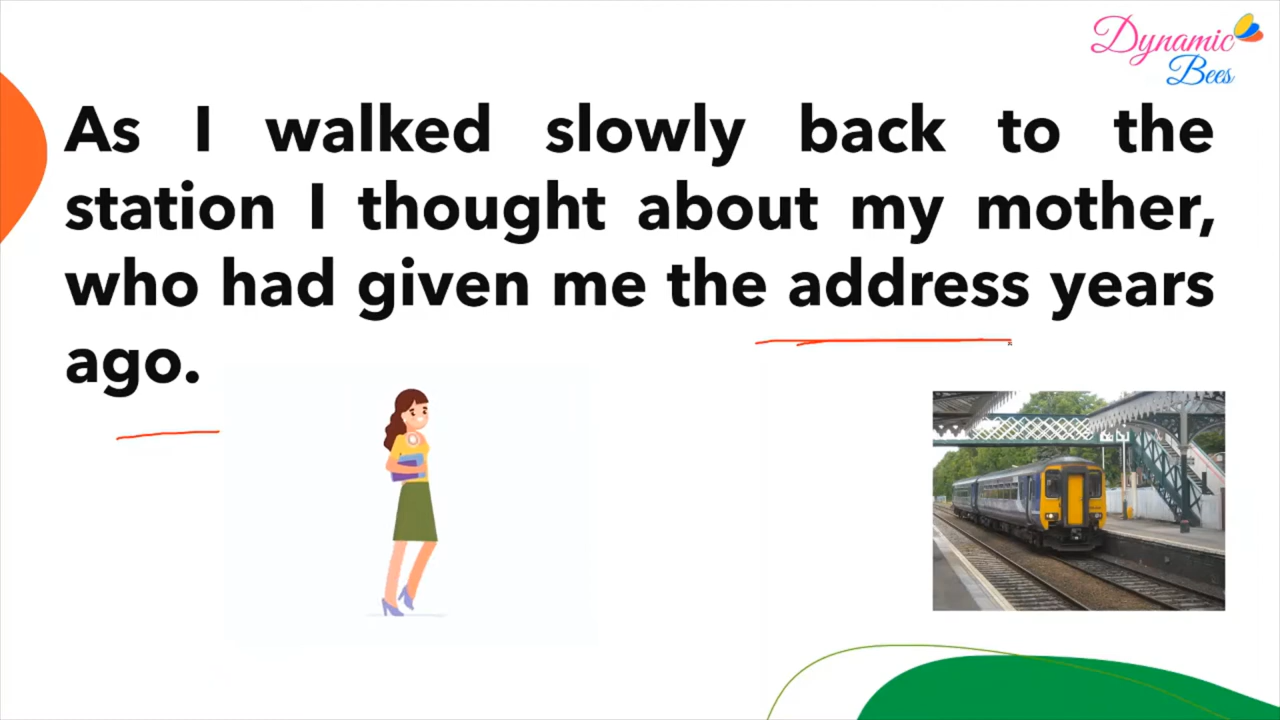 Dynamic
Bees
As I walked slowly back to the
station I thought about my mother,
who had given me the address years
ago.